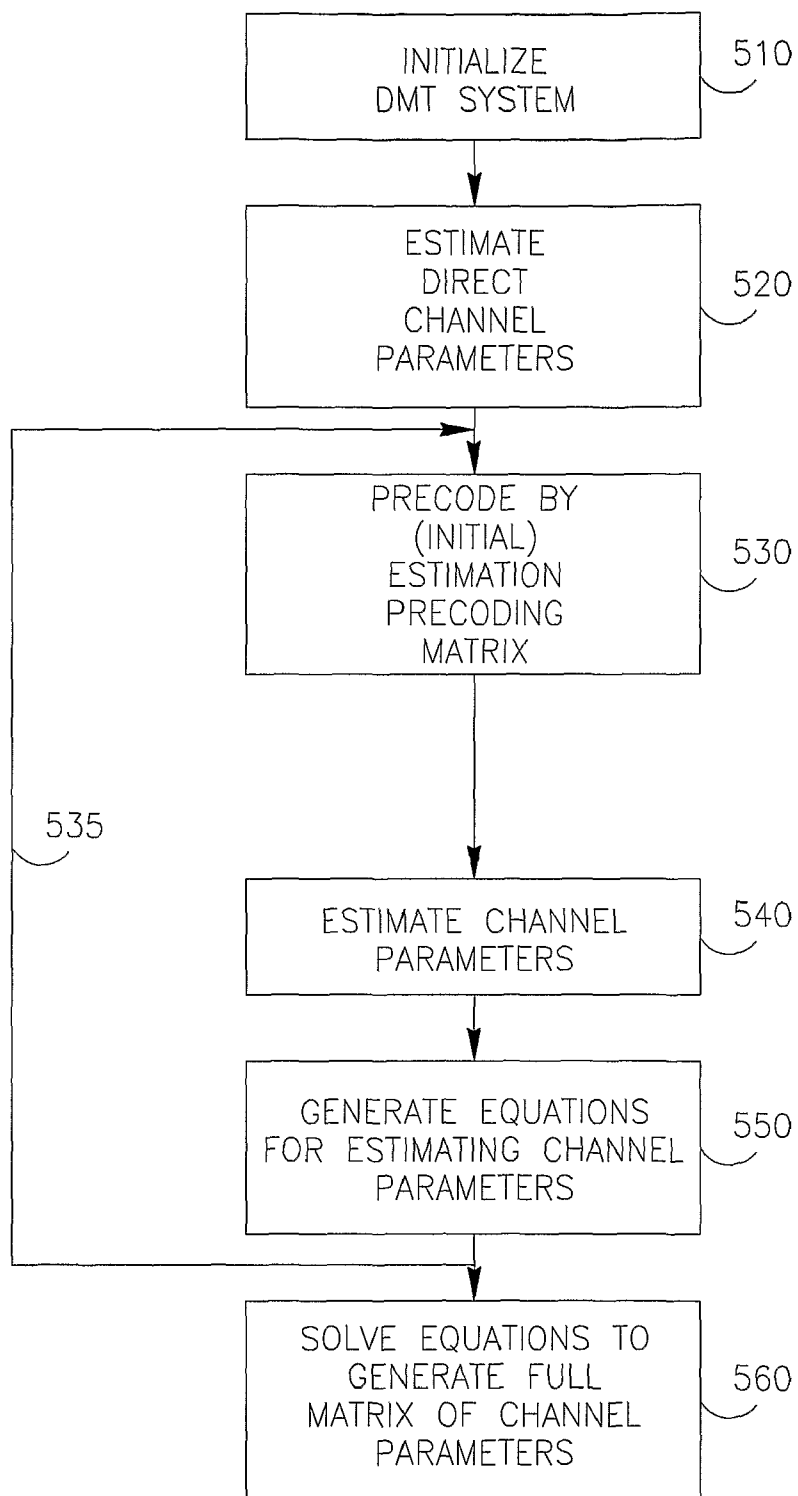 INITIALIZE
DMT SYSTEM
510
ESTIMATE
DIRECT
CHANNEL
PARAMETERS
520
PRECODE BY
(INITIAL)
ESTIMATION
PRECODING
MATRIX
530
535
ESTIMATE CHANNEL
PARAMETERS
540
GENERATE EQUATIONS
FOR ESTIMATING CHANNEL
PARAMETERS
550
SOLVE EQUATIONS TO
GENERATE FULL
MATRIX OF CHANNEL
PARAMETERS
560